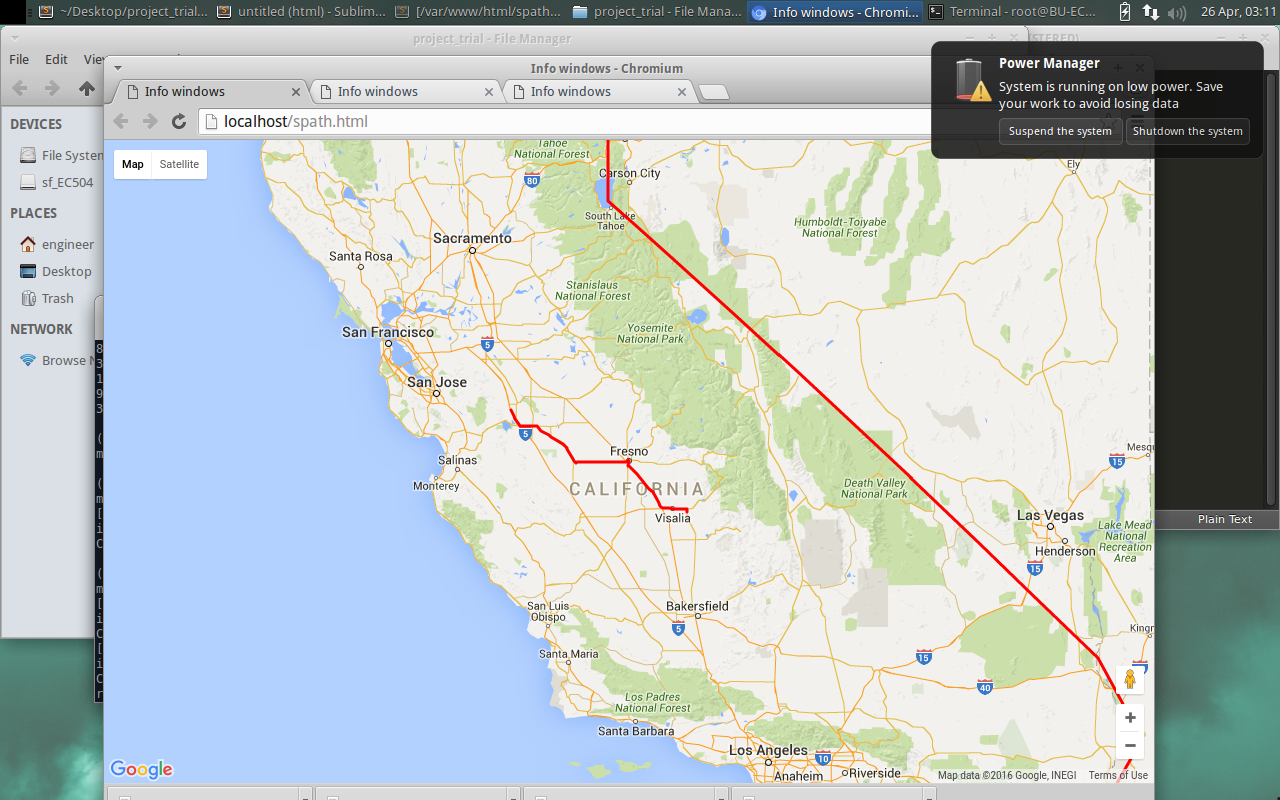 ~/Desktop/project_trial...
untitled (html) - Sublim...
[/var/www/html/spath...
project_trial - File Mana...
Info windows - Chromi...
Terminal - root@BU-EC...
26 Apr, 03:11
project_trial - File Manager
File Edit
Info windows - Chromium
Info windows
Info windows
Info windows
localhost/spath.html
Power Manager
System is running on low power. Save
your work to avoid losing data
Suspend the system
Shutdown the system
DEVICES
File System
sf_EC504
PLACES
engineer
Desktop
Trash
NETWORK
Browse N
Map
Satellite
Tahoe
National Forest
80
Carson City
Ely
South Lake
Tahoe
Humboldt-Toiyabe
National Forest
Sacramento
Santa Rosa
Stanislaus
National Forest
Yosemite
National Park
San Francisco
5
San Jose
5
Fresno
Salinas
Monterey
CALIFORNIA
Visalia
Death Valley
National Park
15
Las Vegas
Henderson
Lake Mead
National
Recreation
Area
15
Plain Text
San Luis
Obispo
Bakersfield
5
Santa Maria
15
40
Los Padres
National Forest
Santa Barbara
Los Angeles
10
Anaheim
Riverside
Google
Map data ©2016 Google, INEGI
Terms of Use